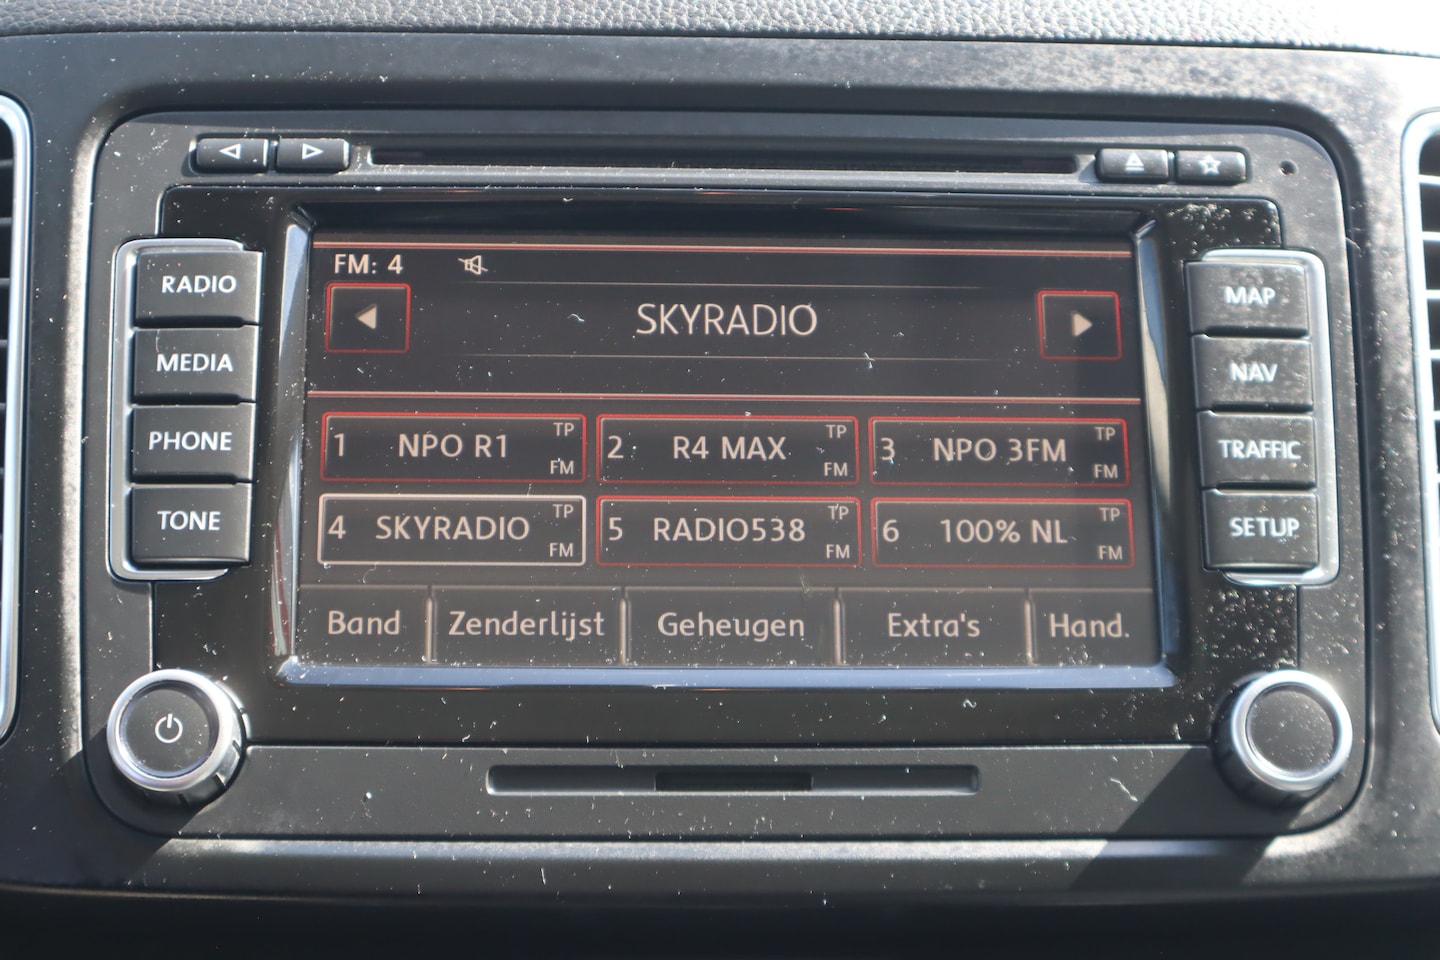 RADIO
MEDIA
PHONE
TONE
FM: 4
SKYRADIO
1 NPO R1 TP FM
2 R4 MAX TP FM
3 NPO 3FM TP FM
4 SKYRADIO TP FM
5 RADIO538 TP FM
6 100% NL TP FM
Band Zenderlijst Geheugen Extra's Hand.
MAP
NAV
TRAFFIC
SETUP